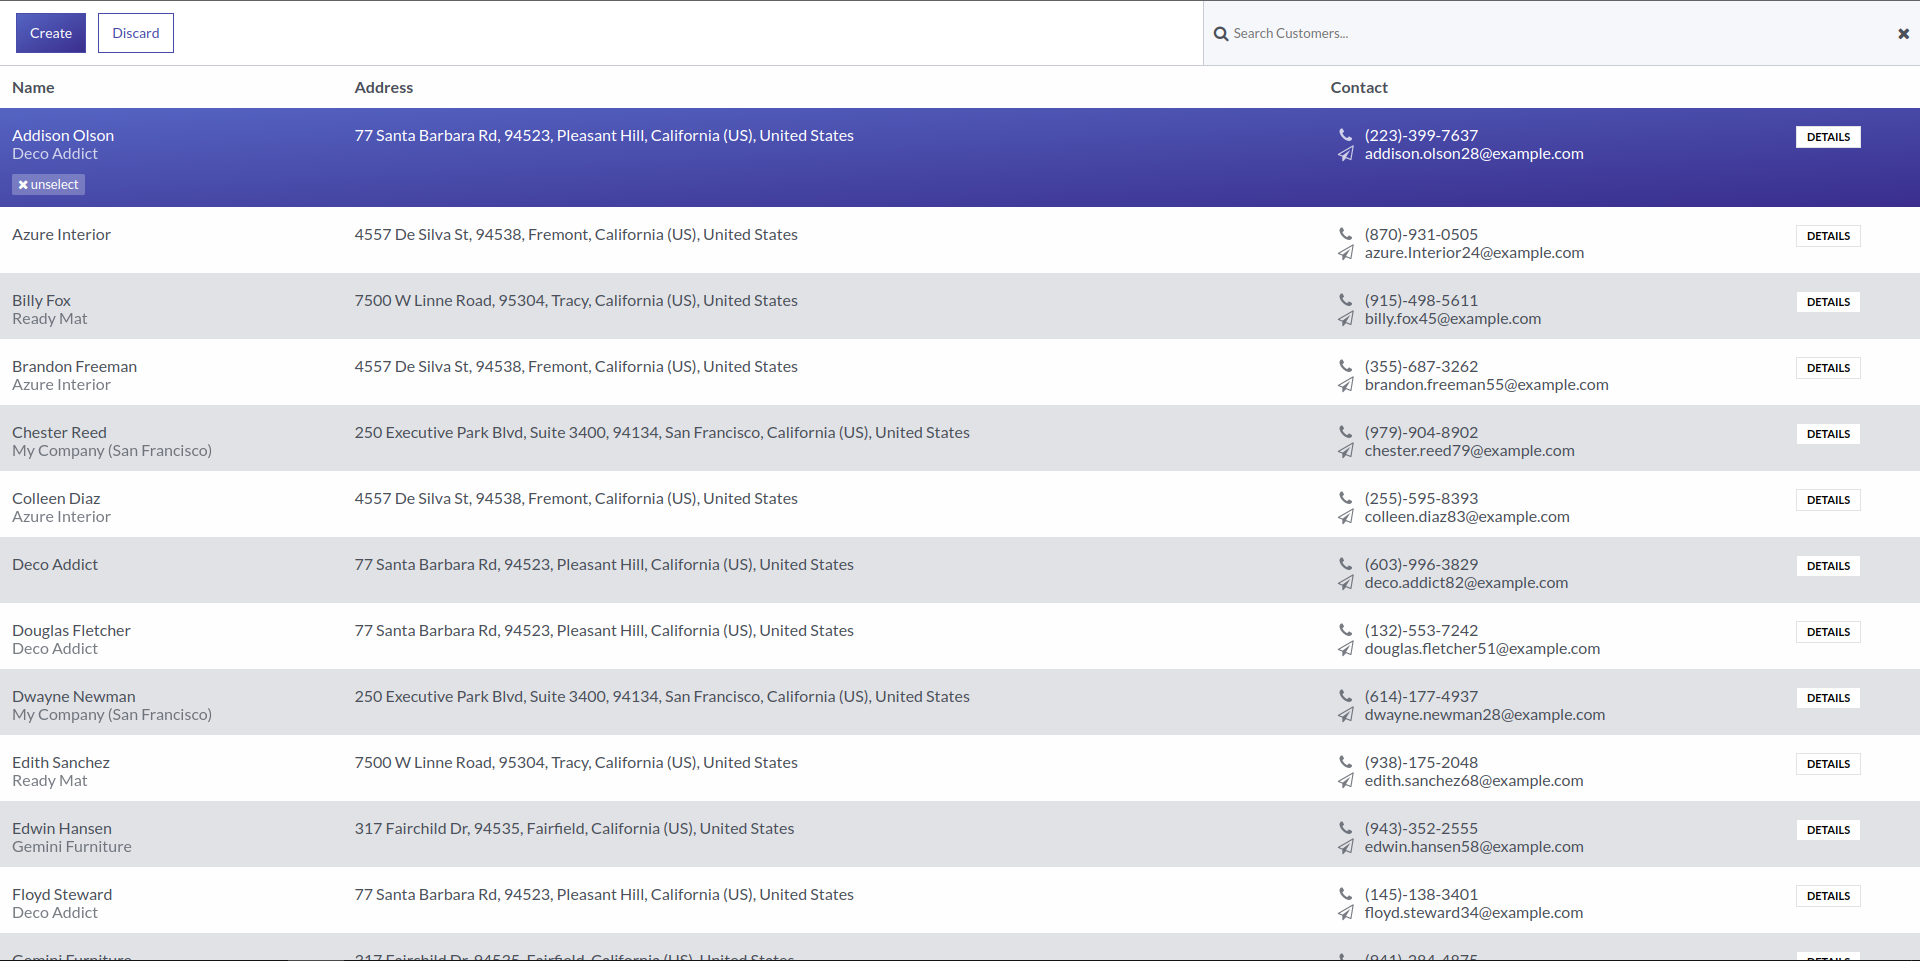 Create Discard Search Customers...
Name Address Contact
Addison Olson 77 Santa Barbara Rd, 94523, Pleasant Hill, California (US), United States (223)-399-7637 DETAILS
Deco Addict addison.olson28@example.com
unselect
Azure Interior 4557 De Silva St, 94538, Fremont, California (US), United States (870)-931-0505 DETAILS
azure.Interior24@example.com
Billy Fox 7500 W Linne Road, 95304, Tracy, California (US), United States (915)-498-5611 DETAILS
Ready Mat billy.fox45@example.com
Brandon Freeman 4557 De Silva St, 94538, Fremont, California (US), United States (355)-687-3262 DETAILS
Azure Interior brandon.freeman55@example.com
Chester Reed 250 Executive Park Blvd, Suite 3400, 94134, San Francisco, California (US), United States (979)-904-8902 DETAILS
My Company (San Francisco) chester.reed79@example.com
Colleen Diaz 4557 De Silva St, 94538, Fremont, California (US), United States (255)-595-8393 DETAILS
Azure Interior colleen.diaz83@example.com
Deco Addict 77 Santa Barbara Rd, 94523, Pleasant Hill, California (US), United States (603)-996-3829 DETAILS
deco.addict82@example.com
Douglas Fletcher 77 Santa Barbara Rd, 94523, Pleasant Hill, California (US), United States (132)-553-7242 DETAILS
Deco Addict douglas.fletcher51@example.com
Dwayne Newman 250 Executive Park Blvd, Suite 3400, 94134, San Francisco, California (US), United States (614)-177-4937 DETAILS
My Company (San Francisco) dwayne.newman28@example.com
Edith Sanchez 7500 W Linne Road, 95304, Tracy, California (US), United States (938)-175-2048 DETAILS
Ready Mat edith.sanchez68@example.com
Edwin Hansen 317 Fairchild Dr, 94535, Fairfield, California (US), United States (943)-352-2555 DETAILS
Gemini Furniture edwin.hansen58@example.com
Floyd Steward 77 Santa Barbara Rd, 94523, Pleasant Hill, California (US), United States (145)-138-3401 DETAILS
Deco Addict floyd.steward34@example.com
Gemini Furniture 317 Fairchild Dr, 94535, Fairfield, California (US), United States DETAILS